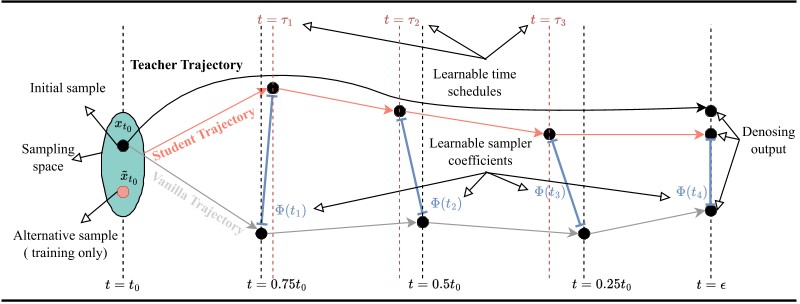 t = τ₁
t = τ₂
t = τ₃
Teacher Trajectory
Learnable time
schedules
Initial sample
x_{t₀}
Student Trajectory
Sampling
space
Denosing
output
Learnable sampler
coefficients
x̃_{t₀}
Vanilla Trajectory
Φ(t₁)
Φ(t₂)
Φ(t₃)
Φ(t₄)
Alternative sample
( training only)
t = t₀
t = 0.75t₀
t = 0.5t₀
t = 0.25t₀
t = ϵ